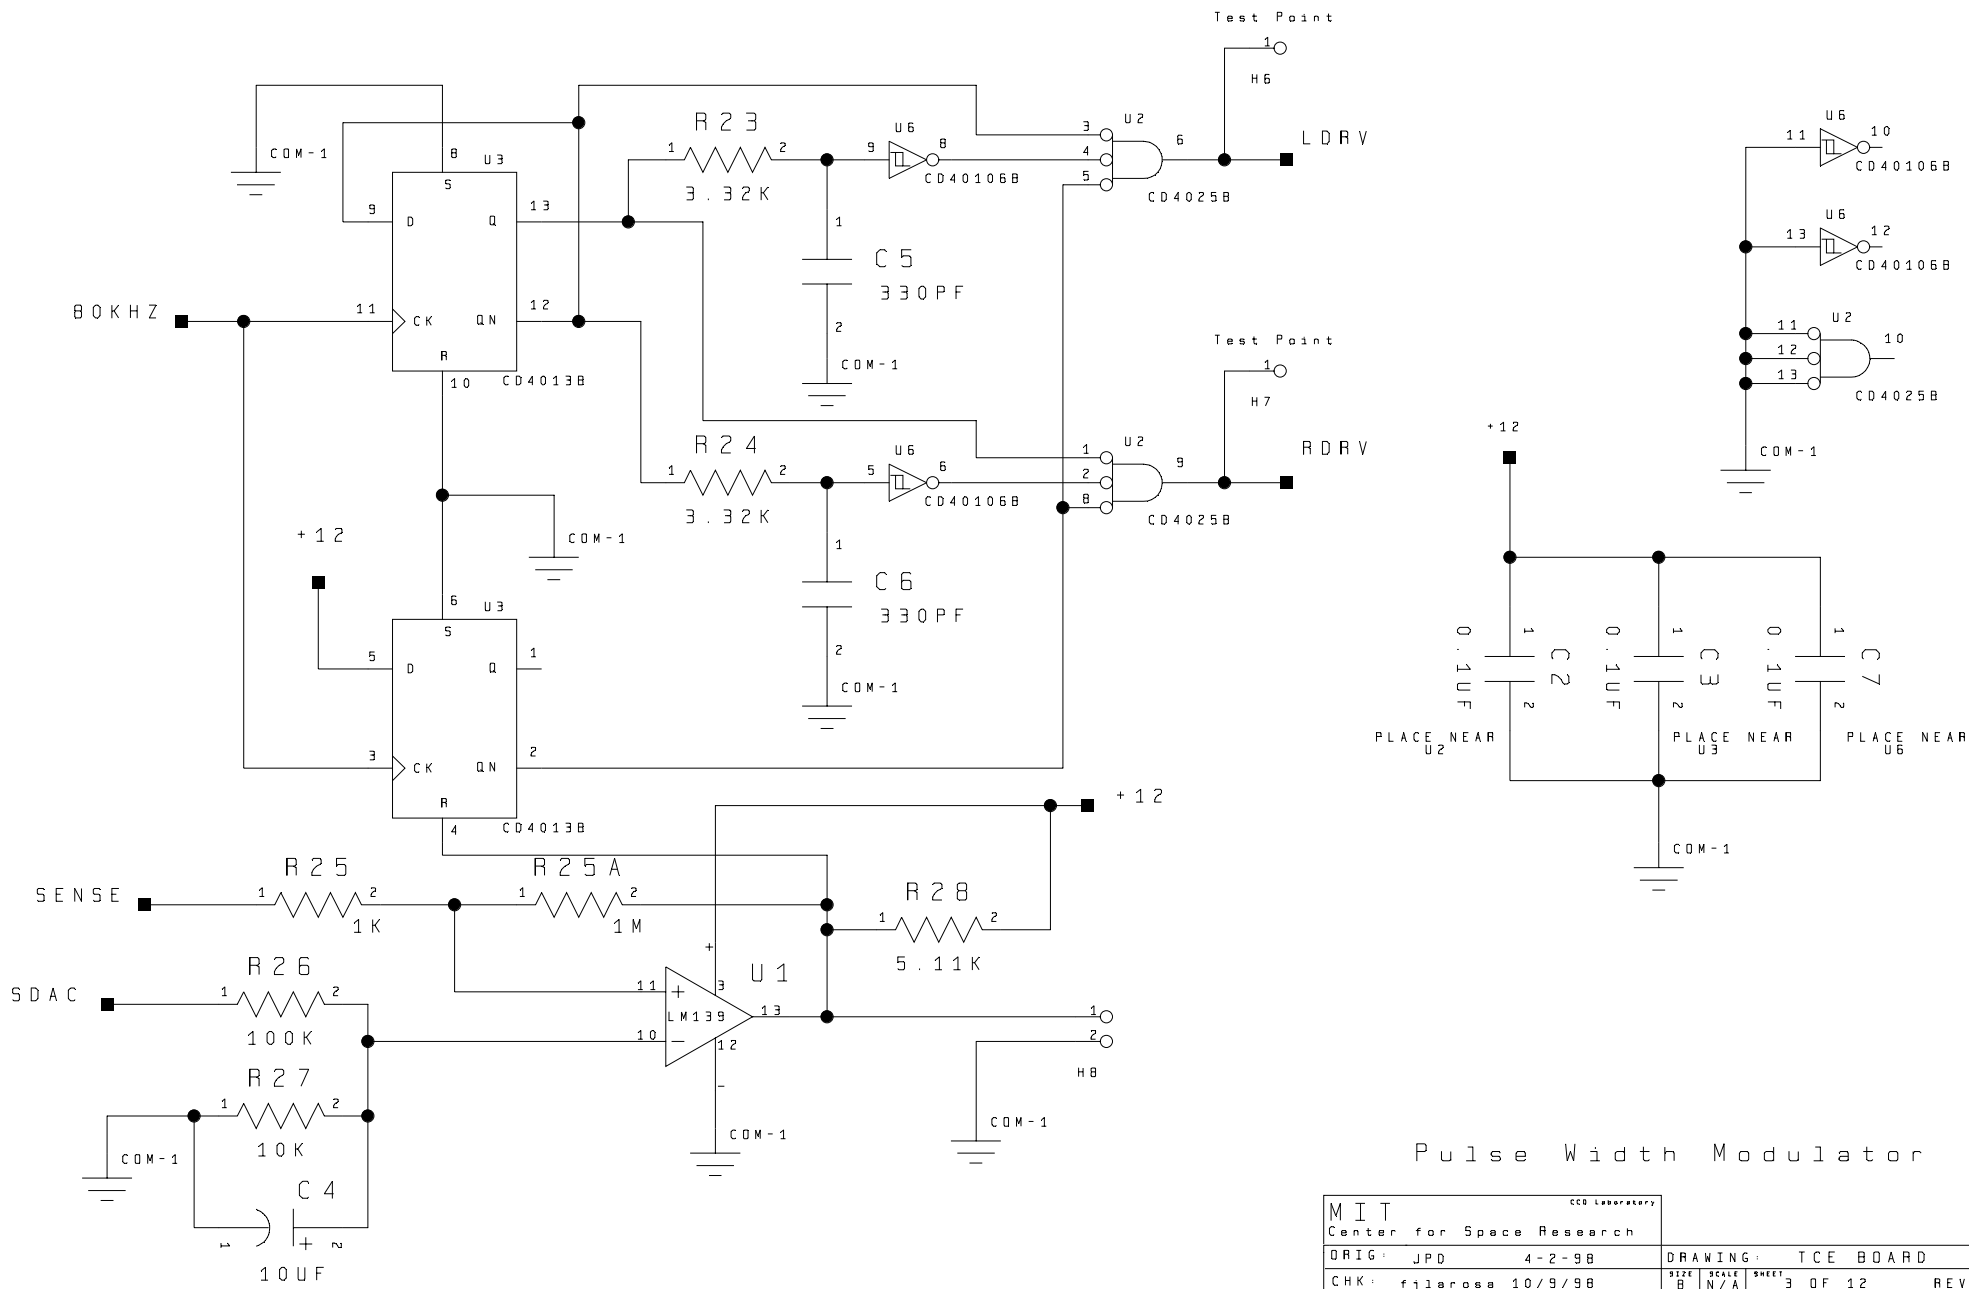 Test Point
1
H6
LDRV
COM-1
8
U3
S
9 D Q 13
80KHZ
11 CK QN 12
R
10 CD4013B
R23
1 2
3.32K
9 U6 8
CD40106B
3 U2
4 6
5
CD4025B
1
C5
330PF
2
COM-1
Test Point
1
H7
RDRV
R24
1 2
3.32K
5 U6 6
CD40106B
1 U2
2 9
8
CD4025B
1
C6
330PF
2
COM-1
COM-1
+12
6 U3
S
5 D Q 1
3 CK QN 2
R
4 CD4013B
+12
SENSE
R25
1 2
1K
R25A
1 2
1M
R28
1 2
5.11K
SDAC
R26
1 2
100K
R27
1 2
10K
COM-1
C4
1 + 2
10UF
+
U1
11 + 3
LM139 13
10 - 12
-
COM-1
1
2
H8
COM-1
U6
11 10
CD40106B
U6
13 12
CD40106B
U2
11
12 10
13
CD4025B
COM-1
+12
0.1UF 1 C2 2
PLACE NEAR
U2
0.1UF 1 C3 2
PLACE NEAR
U3
0.1UF 1 C7 2
PLACE NEAR
U6
COM-1
Pulse Width Modulator
MIT CCD Laboratory
Center for Space Research
ORIG: JPD 4-2-98
DRAWING: TCE BOARD
CHK: filarosa 10/9/98
SIZE B SCALE N/A SHEET 3 OF 12 REV